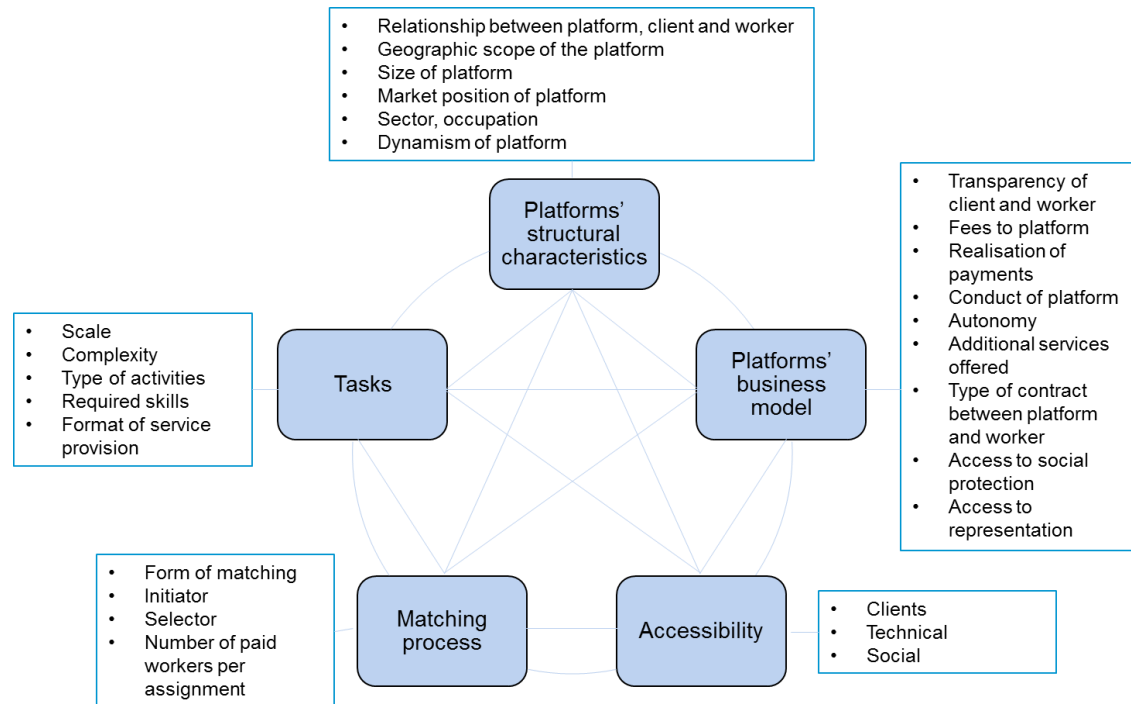 • Relationship between platform, client and worker
• Geographic scope of the platform
• Size of platform
• Market position of platform
• Sector, occupation
• Dynamism of platform
Platforms’
structural
characteristics
• Transparency of
client and worker
• Fees to platform
• Realisation of
payments
• Conduct of platform
• Autonomy
• Additional services
offered
• Type of contract
between platform
and worker
• Access to social
protection
• Access to
representation
Platforms’
business
model
• Scale
• Complexity
• Type of activities
• Required skills
• Format of service
provision
Tasks
• Form of matching
• Initiator
• Selector
• Number of paid
workers per
assignment
Matching
process
Accessibility
• Clients
• Technical
• Social